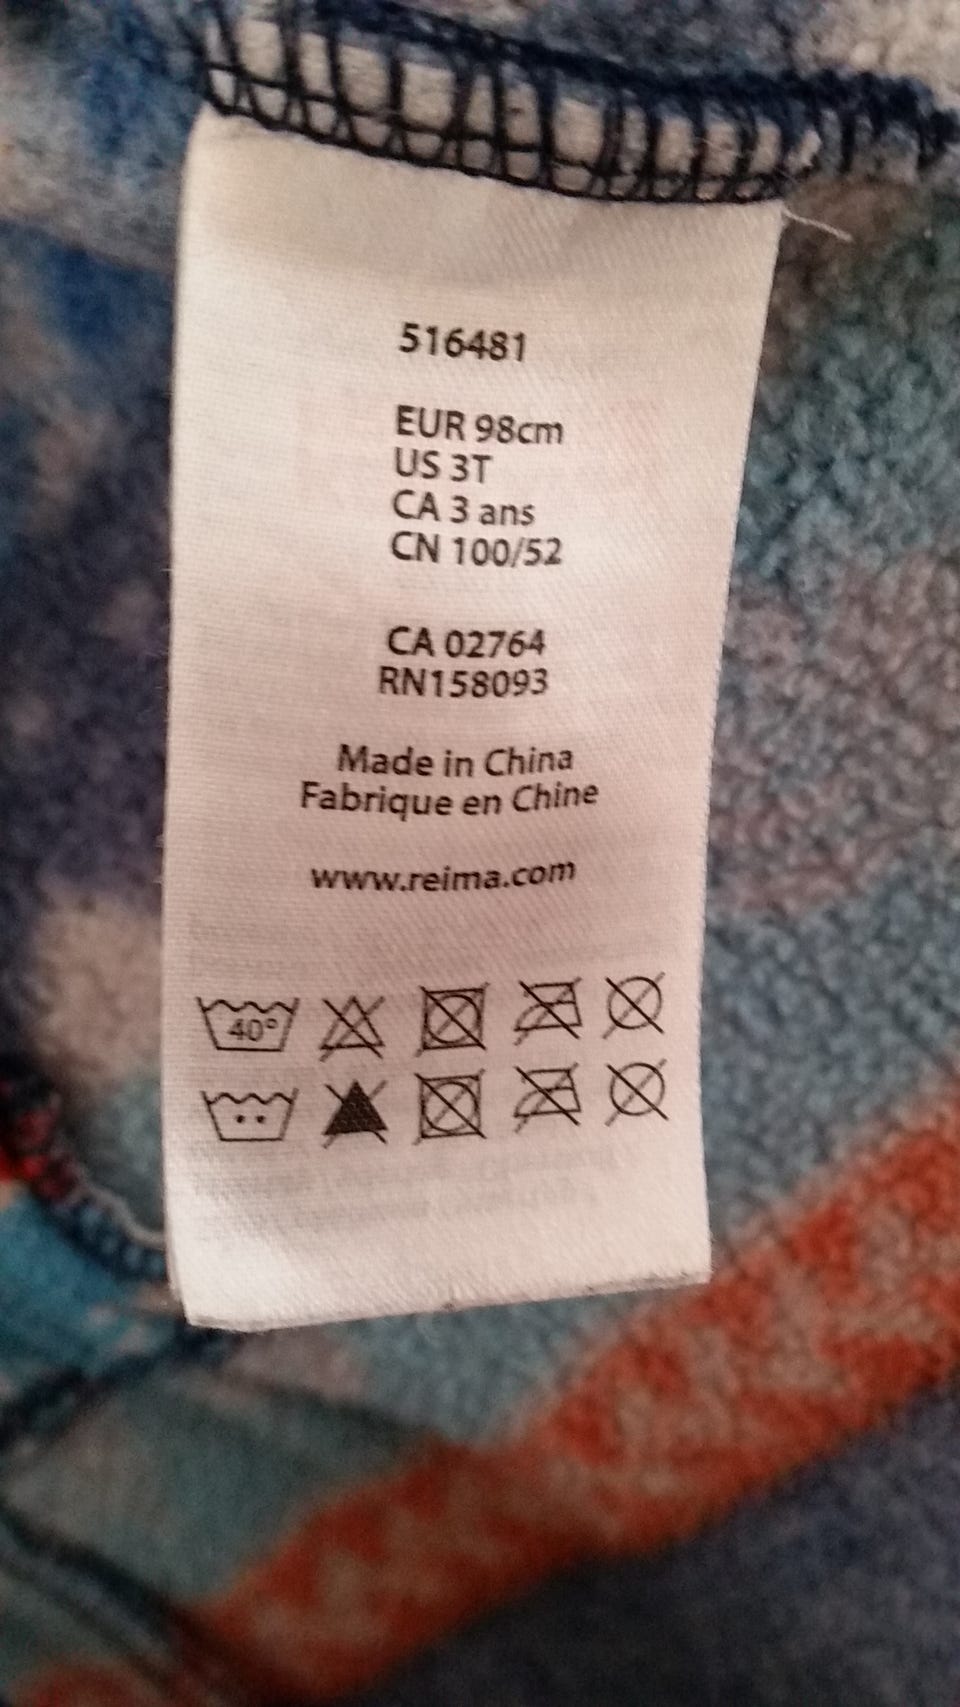 516481
EUR 98cm
US 3T
CA 3 ans
CN 100/52
CA 02764
RN158093
Made in China
Fabrique en Chine
www.reima.com
40°